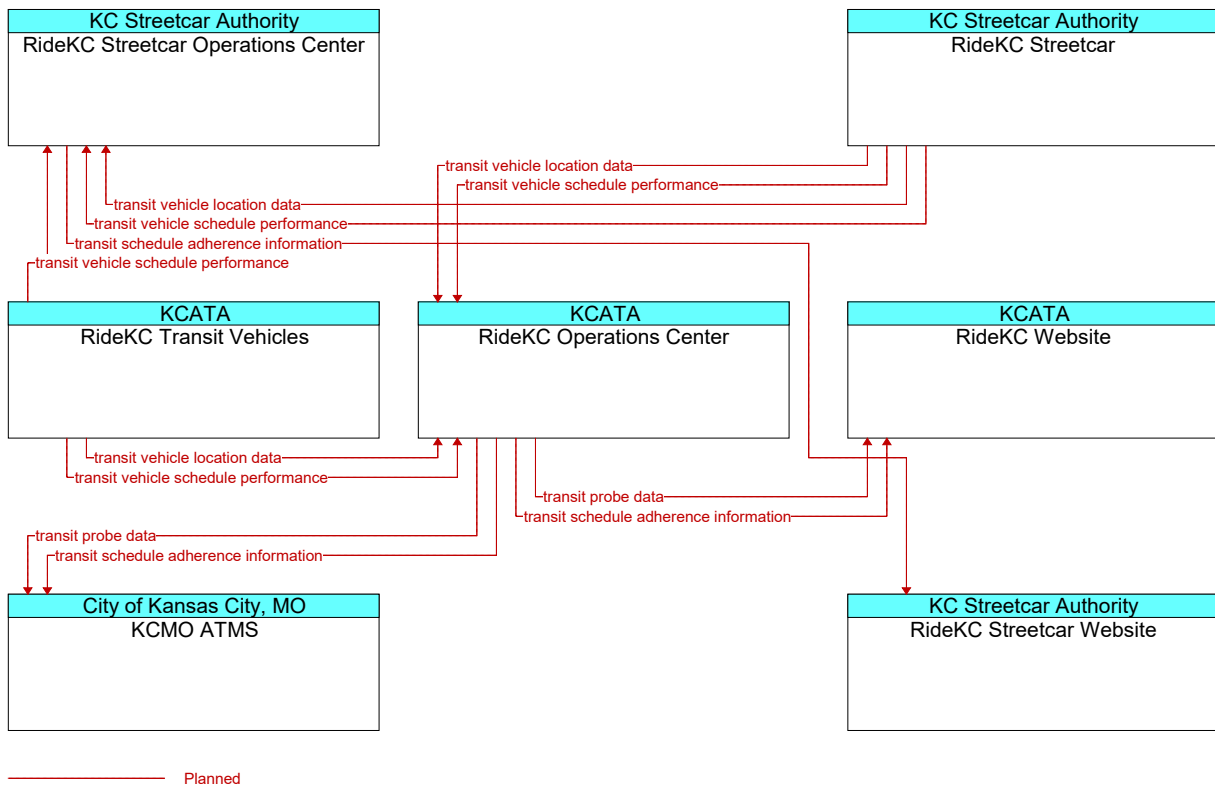 KC Streetcar Authority
RideKC Streetcar Operations Center
KC Streetcar Authority
RideKC Streetcar
transit vehicle location data
transit vehicle schedule performance
transit vehicle location data
transit vehicle schedule performance
transit schedule adherence information
transit vehicle schedule performance
KCATA
RideKC Transit Vehicles
KCATA
RideKC Operations Center
KCATA
RideKC Website
transit vehicle location data
transit vehicle schedule performance
transit probe data
transit schedule adherence information
transit probe data
transit schedule adherence information
City of Kansas City, MO
KCMO ATMS
KC Streetcar Authority
RideKC Streetcar Website
Planned